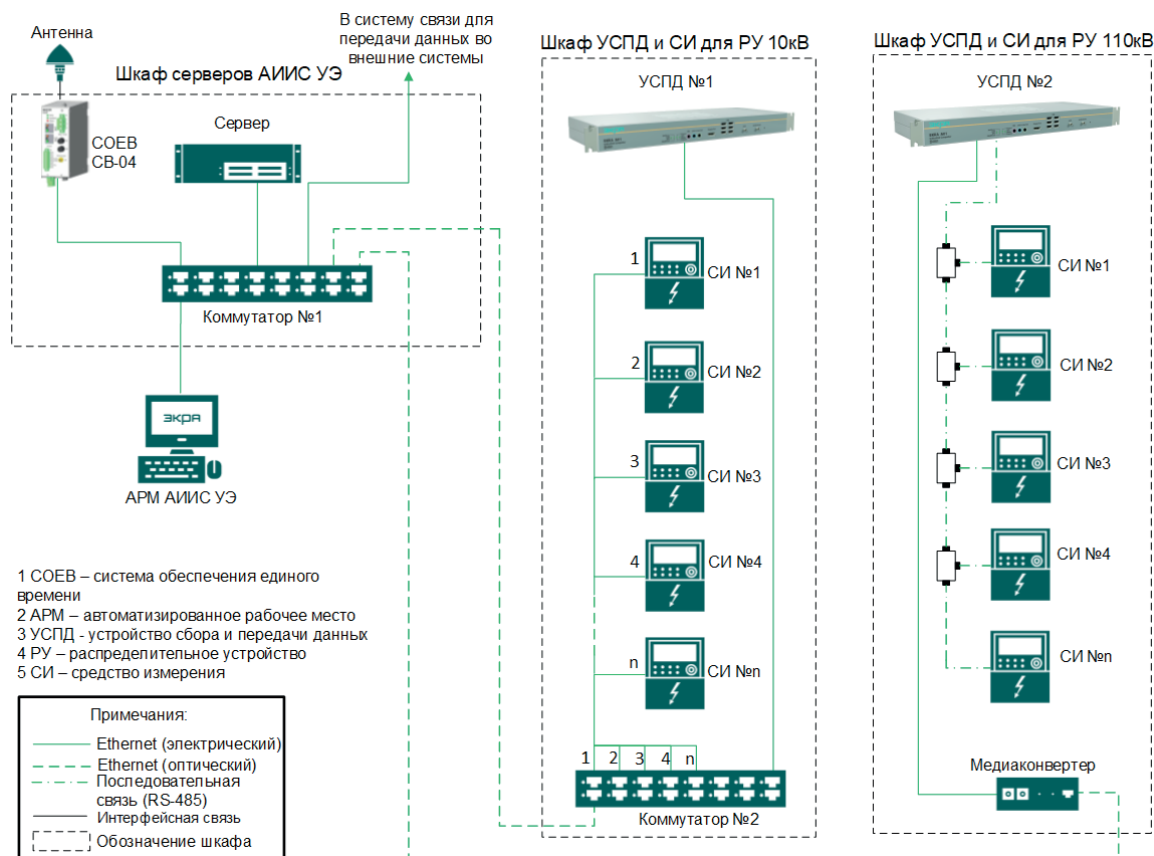 Антенна
В систему связи для
передачи данных во
внешние системы
Шкаф серверов АИИС УЭ
СОЕВ
СВ-04
Сервер
Коммутатор №1
экра
АРМ АИИС УЭ
1 СОЕВ – система обеспечения единого
времени
2 АРМ – автоматизированное рабочее место
3 УСПД - устройство сбора и передачи данных
4 РУ – распределительное устройство
5 СИ – средство измерения
Примечания:
Ethernet (электрический)
Ethernet (оптический)
Последовательная
связь (RS-485)
Интерфейсная связь
Обозначение шкафа
Шкаф УСПД и СИ для РУ 10кВ
УСПД №1
1
СИ №1
2
СИ №2
3
СИ №3
4
СИ №4
n
СИ №n
1 2 3 4 n
Коммутатор №2
Шкаф УСПД и СИ для РУ 110кВ
УСПД №2
СИ №1
СИ №2
СИ №3
СИ №4
СИ №n
Медиаконвертер